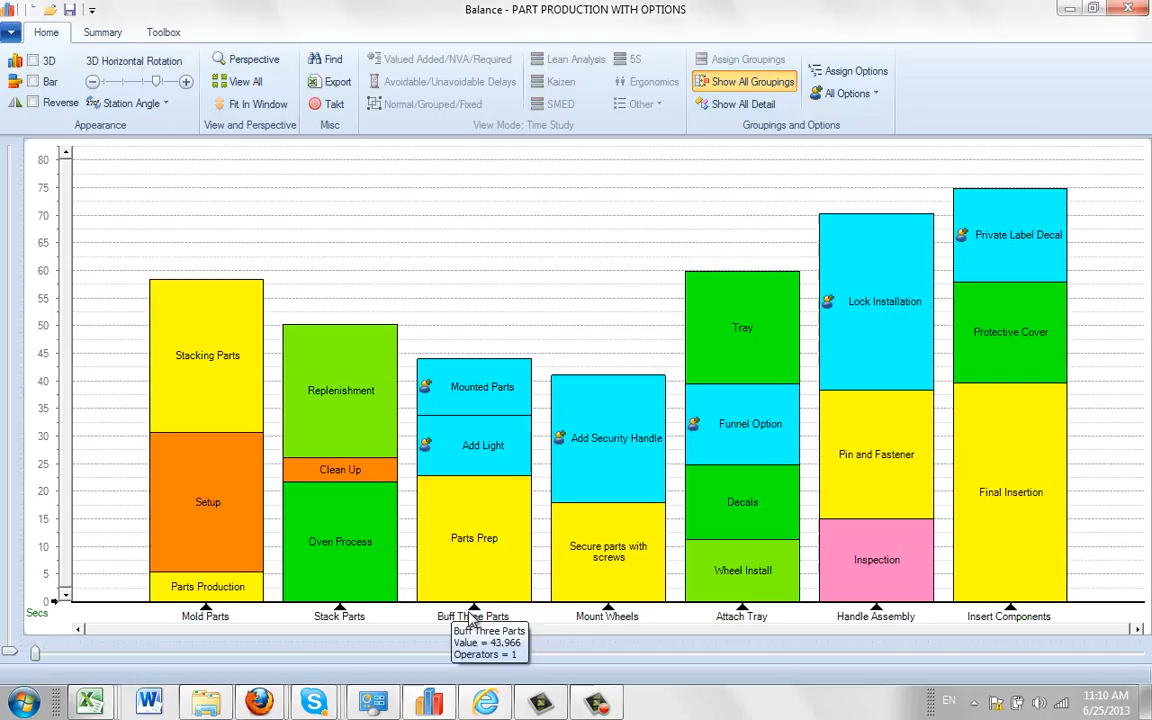 Balance - PART PRODUCTION WITH OPTIONS
Home
Summary
Toolbox
3D
3D Horizontal Rotation
Perspective
Find
Valued Added/NVA/Required
Lean Analysis
5S
Assign Groupings
Assign Options
Bar
View All
Export
Avoidable/Unavoidable Delays
Kaizen
Ergonomics
Show All Groupings
All Options
Reverse
Station Angle
Fit In Window
Takt
Normal/Grouped/Fixed
SMED
Other
Show All Detail
Appearance
View and Perspective
Misc
View Mode: Time Study
Groupings and Options
80
75
70
65
60
55
50
45
40
35
30
25
20
15
10
5
0
Secs
Stacking Parts
Setup
Parts Production
Replenishment
Clean Up
Oven Process
Mounted Parts
Add Light
Parts Prep
Add Security Handle
Secure parts with
screws
Tray
Funnel Option
Decals
Wheel Install
Lock Installation
Pin and Fastener
Inspection
Private Label Decal
Protective Cover
Final Insertion
Mold Parts
Stack Parts
Buff Three Parts
Mount Wheels
Attach Tray
Handle Assembly
Insert Components
Buff Three Parts
Value = 43.966
Operators = 1
EN
11:10 AM
6/25/2013